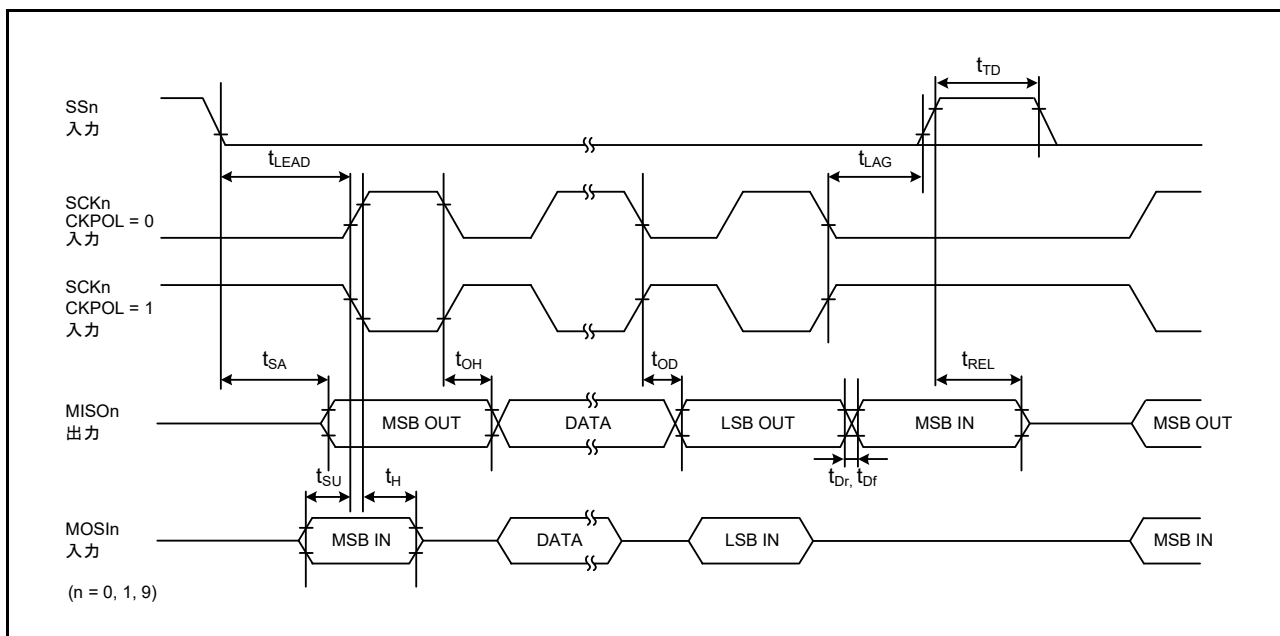 tTD
SSn
入力
tLEAD
tLAG
SCKn
CKPOL = 0
入力
SCKn
CKPOL = 1
入力
tSA
tOH
tOD
tREL
MISOn
出力
MSB OUT
DATA
LSB OUT
MSB IN
MSB OUT
tSU
tH
tDr, tDf
MOSIn
入力
MSB IN
DATA
LSB IN
MSB IN
(n = 0, 1, 9)